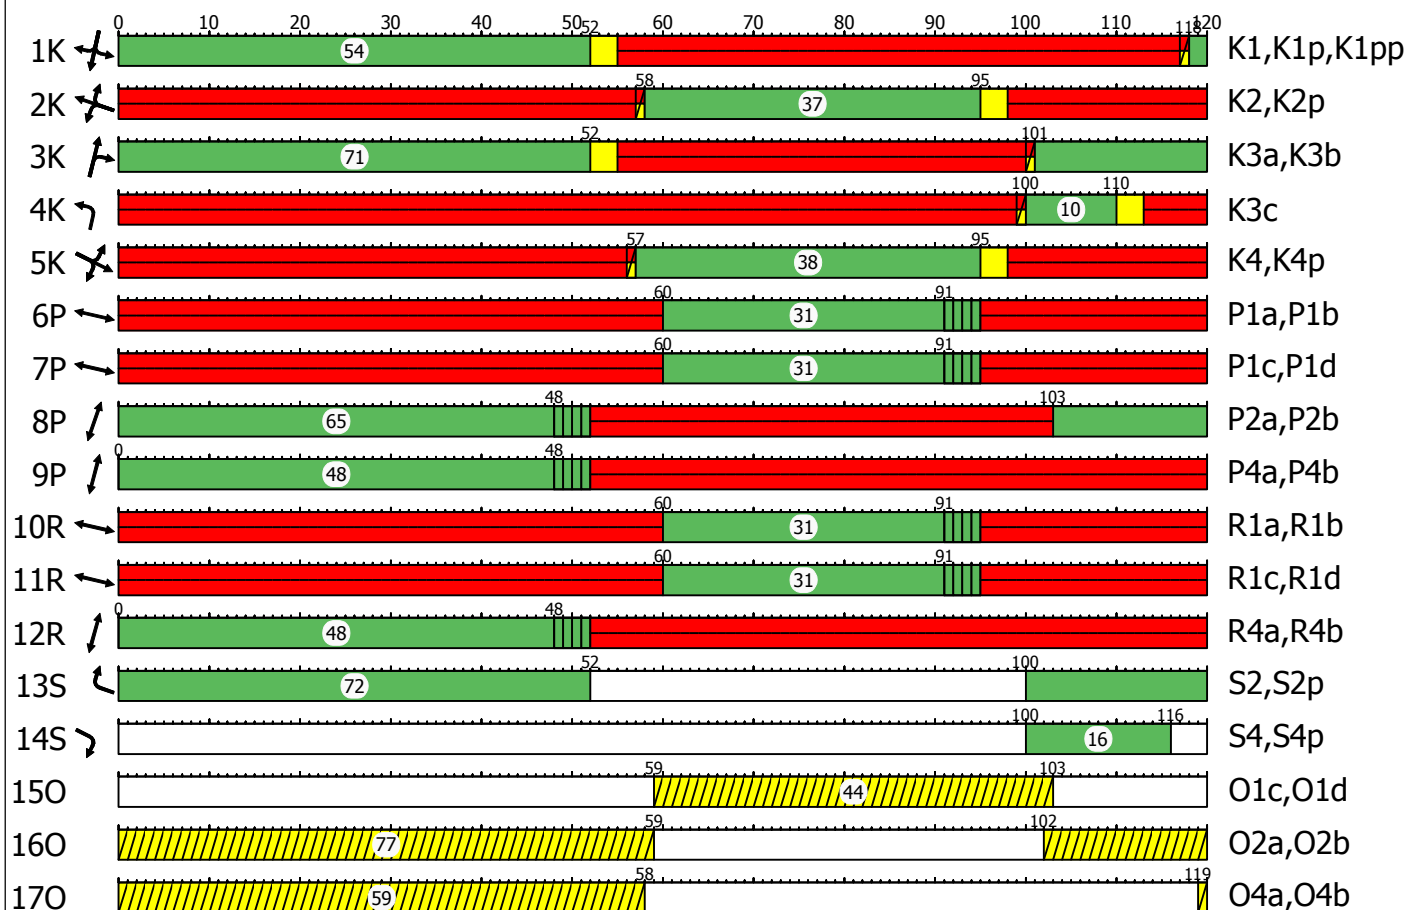 0 10 20 30 40 50 52 60 70 80 90 100 110 118 120
1K 54 K1,K1p,K1pp
58 95
2K 37 K2,K2p
52 101
3K 71 K3a,K3b
100 110
4K 10 K3c
57 95
5K 38 K4,K4p
60 91
6P 31 P1a,P1b
60 91
7P 31 P1c,P1d
48 103
8P 65 P2a,P2b
0 48
9P 48 P4a,P4b
60 91
10R 31 R1a,R1b
60 91
11R 31 R1c,R1d
0 48
12R 48 R4a,R4b
52 100
13S 72 S2,S2p
100 116
14S 16 S4,S4p
59 103
15O 44 O1c,O1d
59 102
16O 77 O2a,O2b
58 119
17O 59 O4a,O4b